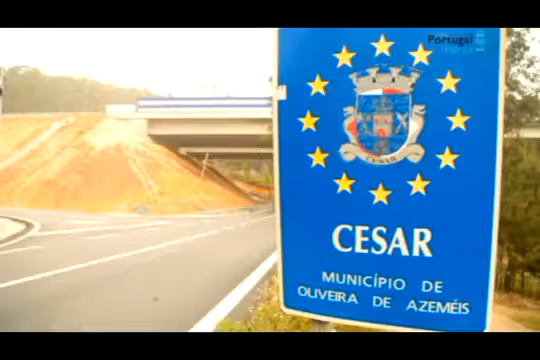 Portugal
CESAR
CESAR
MUNICÍPIO DE
OLIVEIRA DE AZEMÉIS